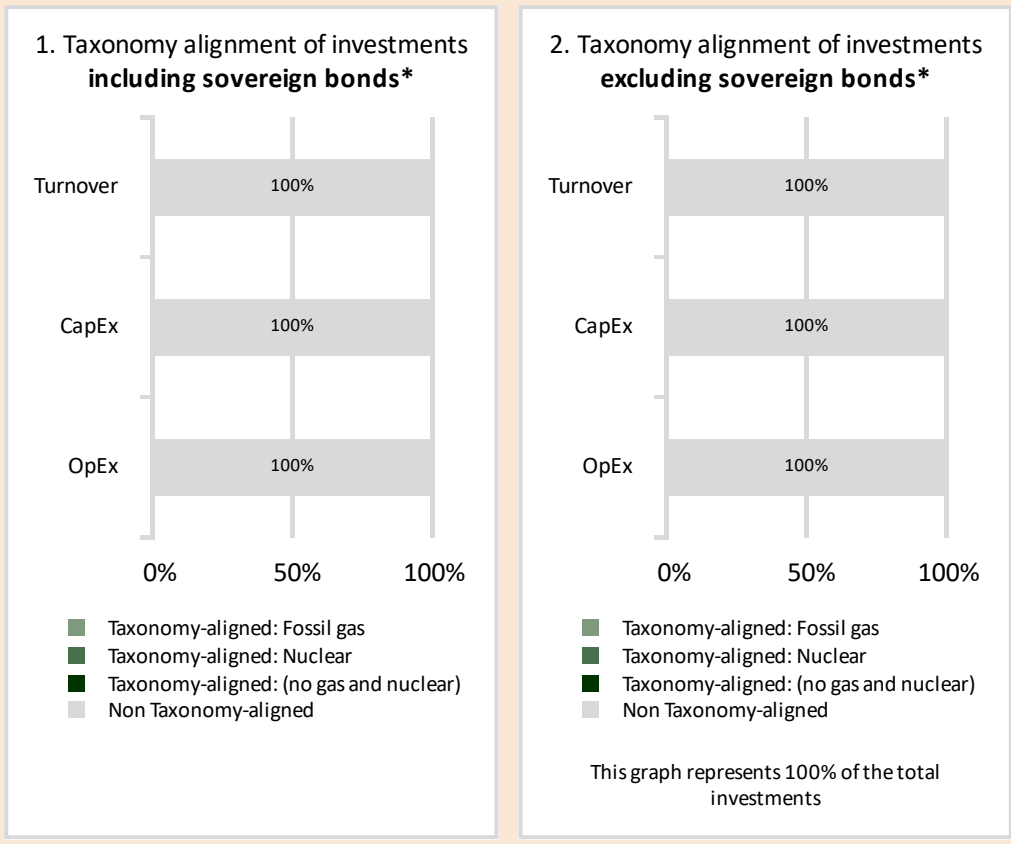 1. Taxonomy alignment of investments
including sovereign bonds*
Turnover
100%
CapEx
100%
OpEx
100%
0% 50% 100%
Taxonomy-aligned: Fossil gas
Taxonomy-aligned: Nuclear
Taxonomy-aligned: (no gas and nuclear)
Non Taxonomy-aligned
2. Taxonomy alignment of investments
excluding sovereign bonds*
Turnover
100%
CapEx
100%
OpEx
100%
0% 50% 100%
Taxonomy-aligned: Fossil gas
Taxonomy-aligned: Nuclear
Taxonomy-aligned: (no gas and nuclear)
Non Taxonomy-aligned
This graph represents 100% of the total
investments